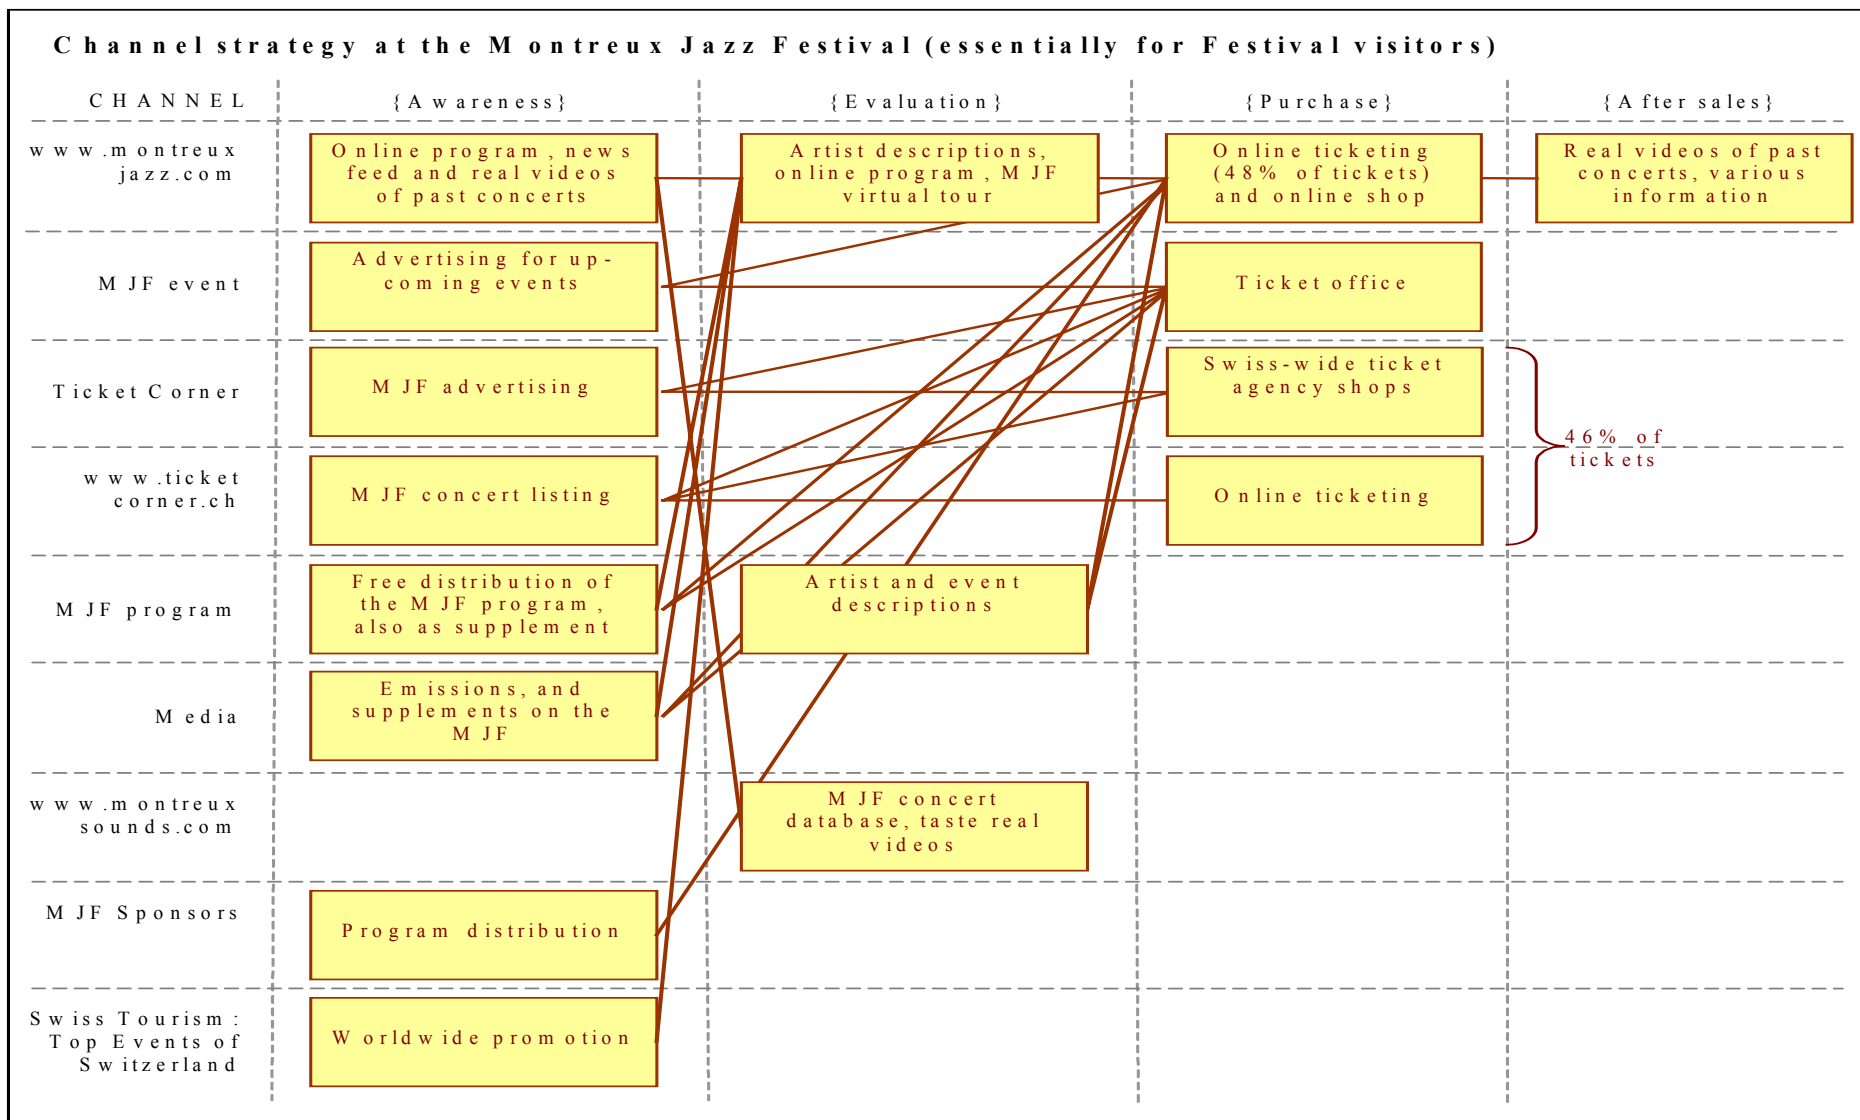 Channel strategy at the Montreux Jazz Festival (essentially for Festival visitors)
CHANNEL
{Awareness}
{Evaluation}
{Purchase}
{After sales}
www.montreux
jazz.com
Online program, news
feed and real videos
of past concerts
Artist descriptions,
online program, MJF
virtual tour
Online ticketing
(48% of tickets)
and online shop
Real videos of past
concerts, various
information
MJF event
Advertising for up-
coming events
Ticket office
Ticket Corner
MJF advertising
Swiss-wide ticket
agency shops
46% of
tickets
www.ticket
corner.ch
MJF concert listing
Online ticketing
MJF program
Free distribution of
the MJF program,
also as supplement
Artist and event
descriptions
Media
Emissions, and
supplements on the
MJF
www.montreux
sounds.com
MJF concert
database, taste real
videos
MJF Sponsors
Program distribution
Swiss Tourism:
Top Events of
Switzerland
Worldwide promotion